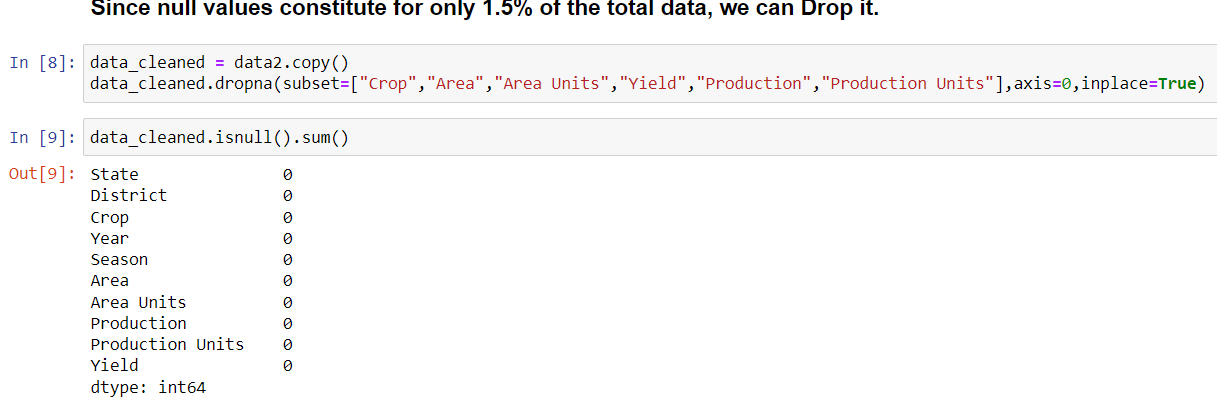 Since null values constitute for only 1.5% of the total data, we can Drop it.
In [8]: data_cleaned = data2.copy()
data_cleaned.dropna(subset=["Crop","Area","Area Units","Yield","Production","Production Units"],axis=0,inplace=True)
In [9]: data_cleaned.isnull().sum()
Out[9]: State 0
District 0
Crop 0
Year 0
Season 0
Area 0
Area Units 0
Production 0
Production Units 0
Yield 0
dtype: int64